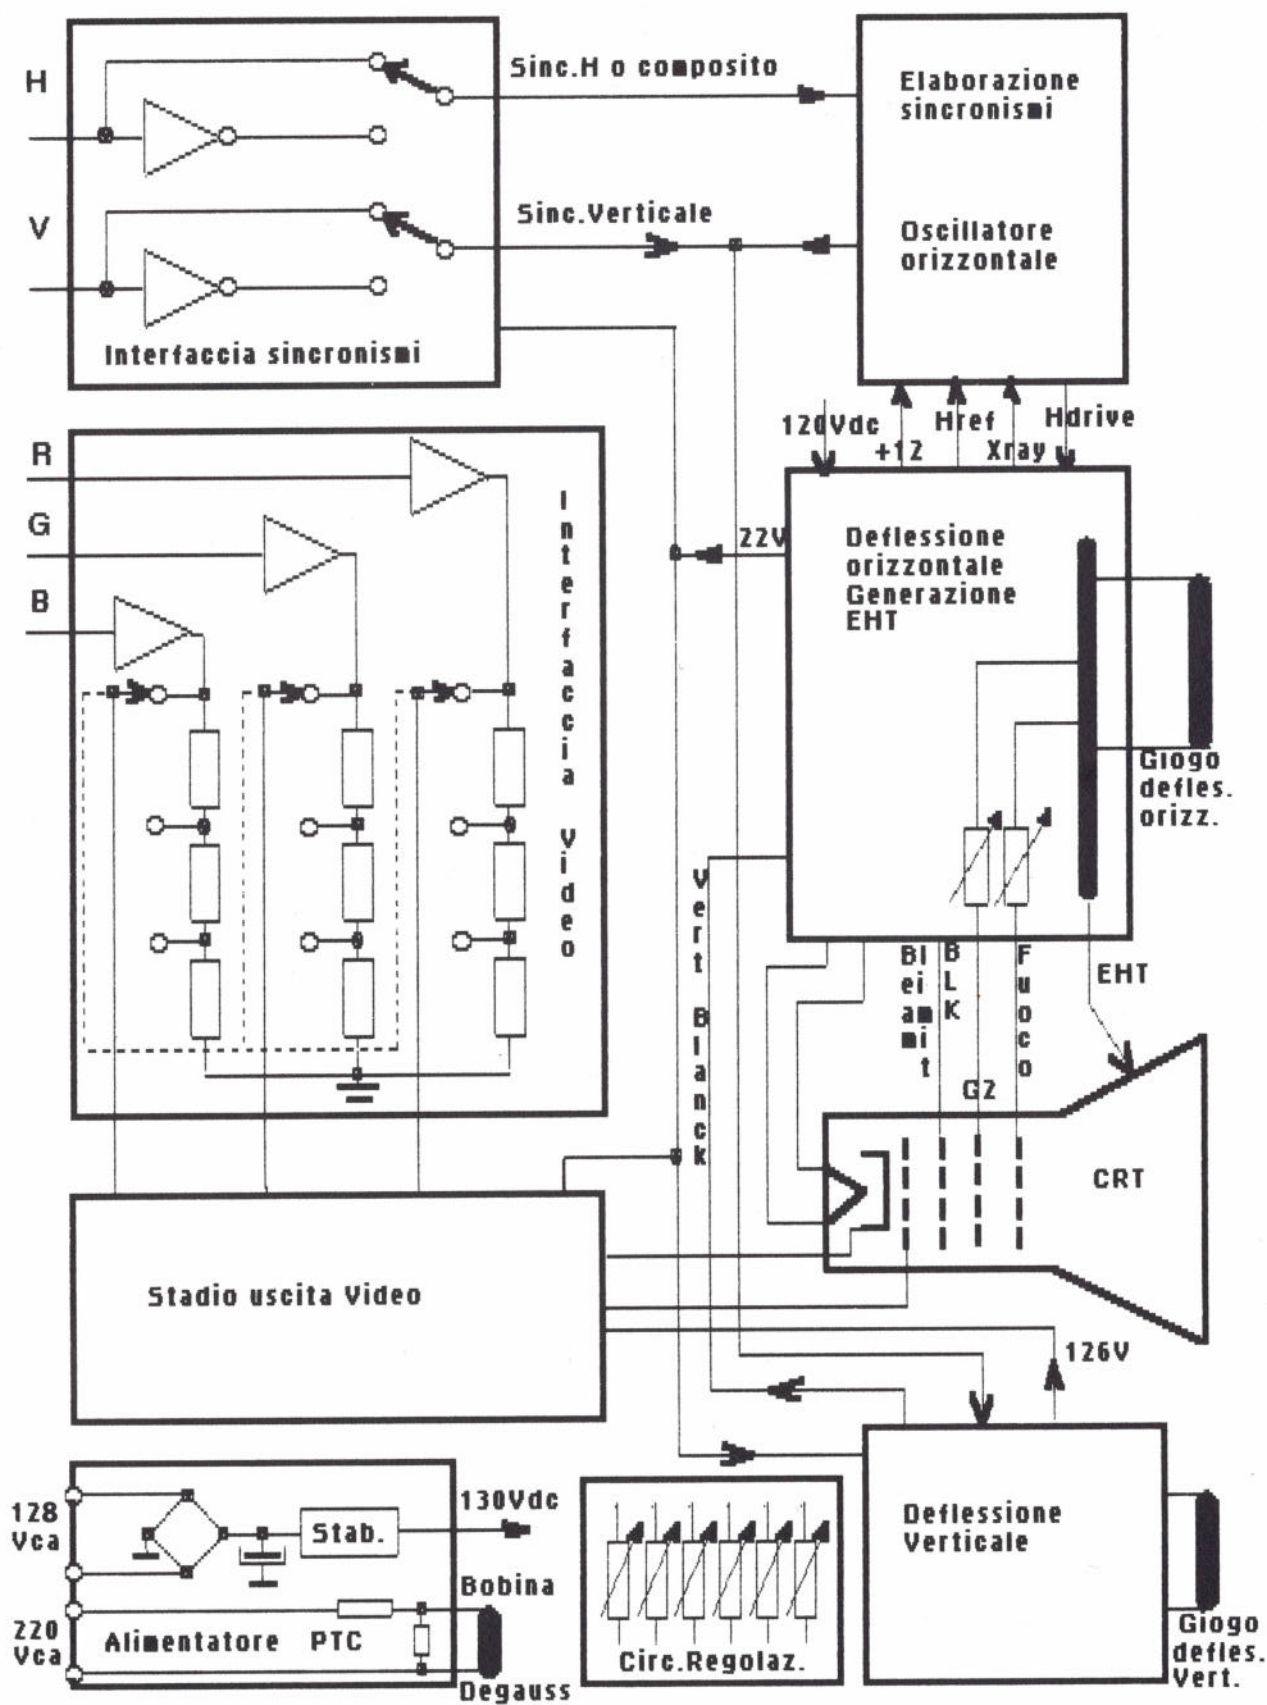 H
Sinc.H o composito
Elaborazione
sincronismi
V
Sinc.Verticale
Oscillatore
orizzontale
Interfaccia sincronismi
120Vdc
+12
Href
Xray
Hdrive
R
G
B
Interfaccia Video
22V
Deflessione
orizzontale
Generazione
EHT
Giogo
defles.
orizz.
Vert Blanck
BLK
Fuoco
EHT
G2
CRT
Stadio uscita Video
126V
128
Vca
Stab.
130Vdc
Bobina
220
Vca
Alimentatore PTC
Degauss
Circ.Regolaz.
Deflessione
Verticale
Giogo
defles.
Vert.